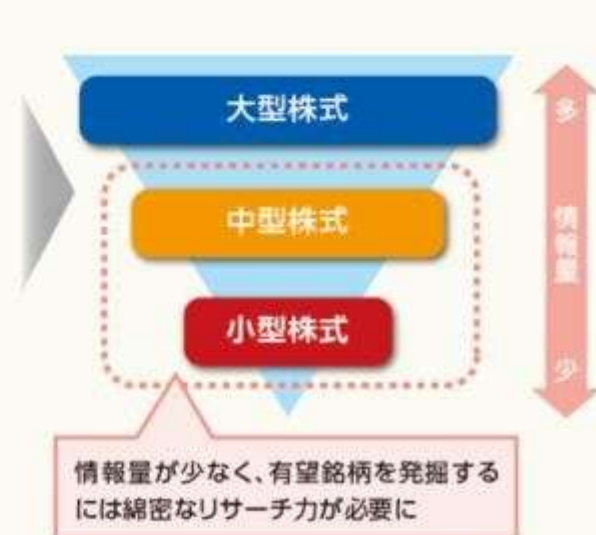 大型株式
中型株式
小型株式
多
情報量
少
情報量が少なく、有望銘柄を発掘する
には綿密なリサーチ力が必要に